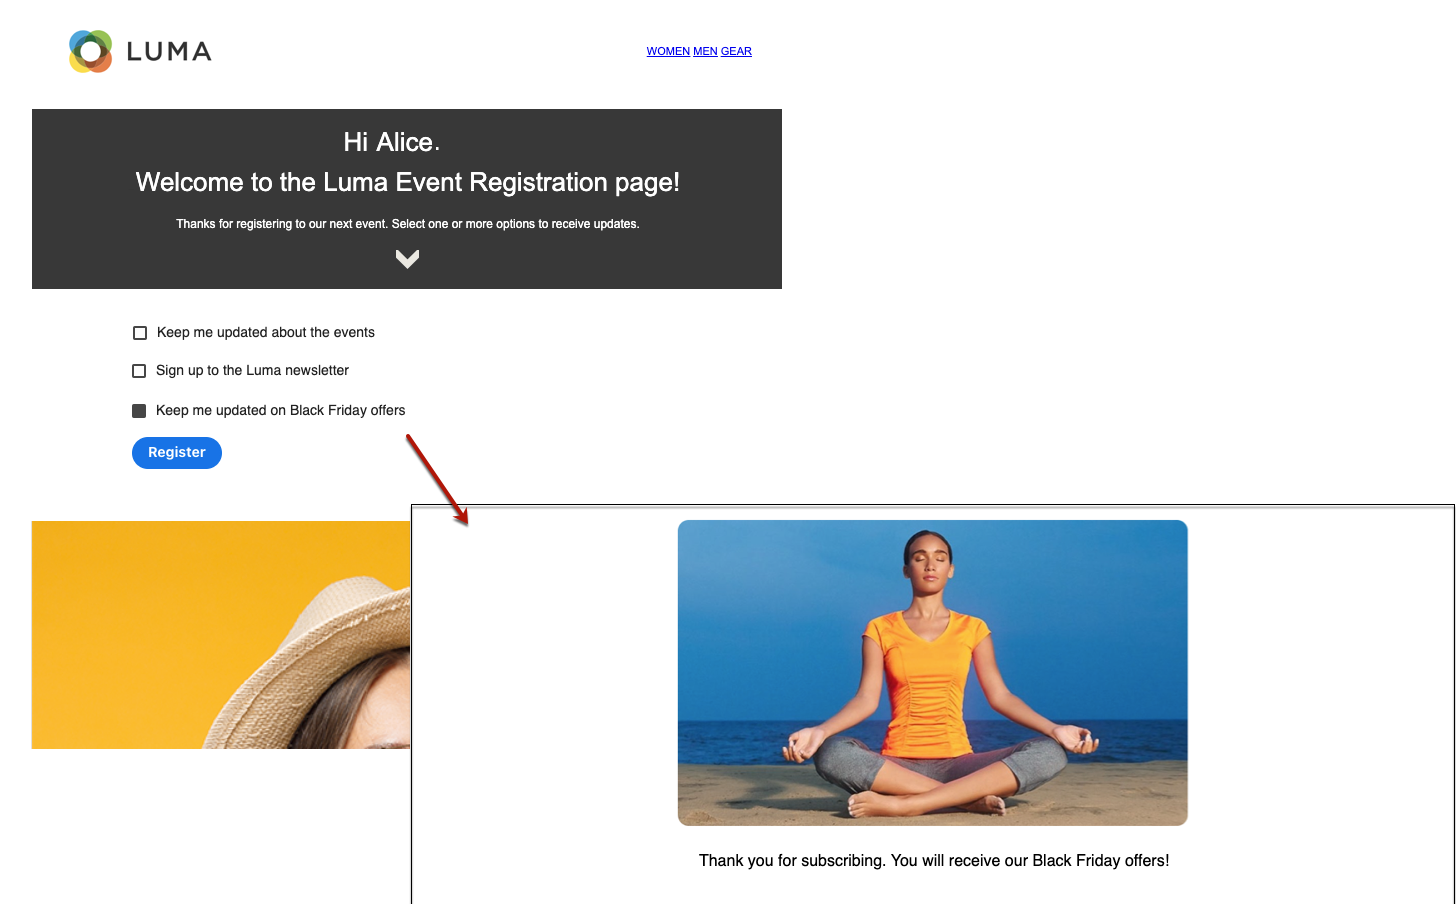 LUMA
WOMEN MEN GEAR
Hi Alice.
Welcome to the Luma Event Registration page!
Thanks for registering to our next event. Select one or more options to receive updates.
Keep me updated about the events
Sign up to the Luma newsletter
Keep me updated on Black Friday offers
Register
Thank you for subscribing. You will receive our Black Friday offers!